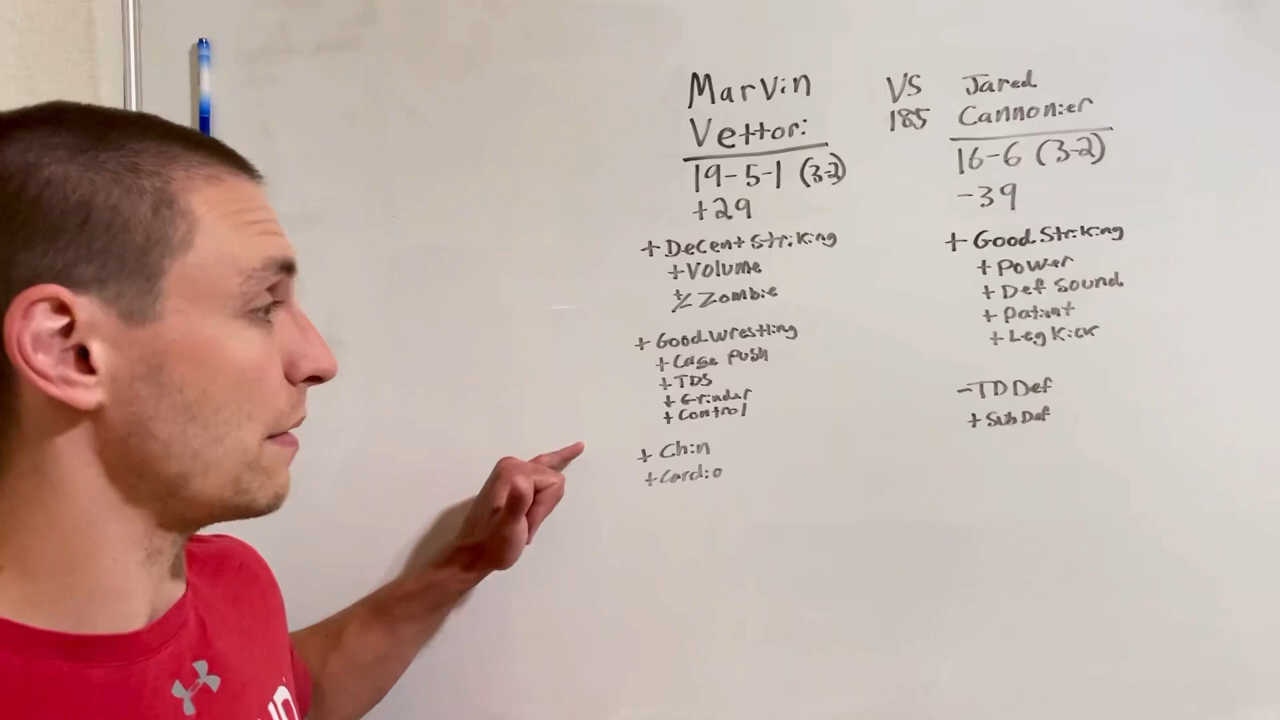 Marvin
Vettori
19-5-1 (3-2)
+29
+ Decent Striking
+ Volume
+/- Zombie
+ Good Wrestling
+ Cage Push
+ TDS
+ Grinder
+ Control
+ Chin
+ Cardio
VS
185
Jared
Cannonier
16-6 (3-2)
-39
+ Good Striking
+ Power
+ Def Sound
+ Patient
+ Leg Kick
- TD Def
+ Sub Def